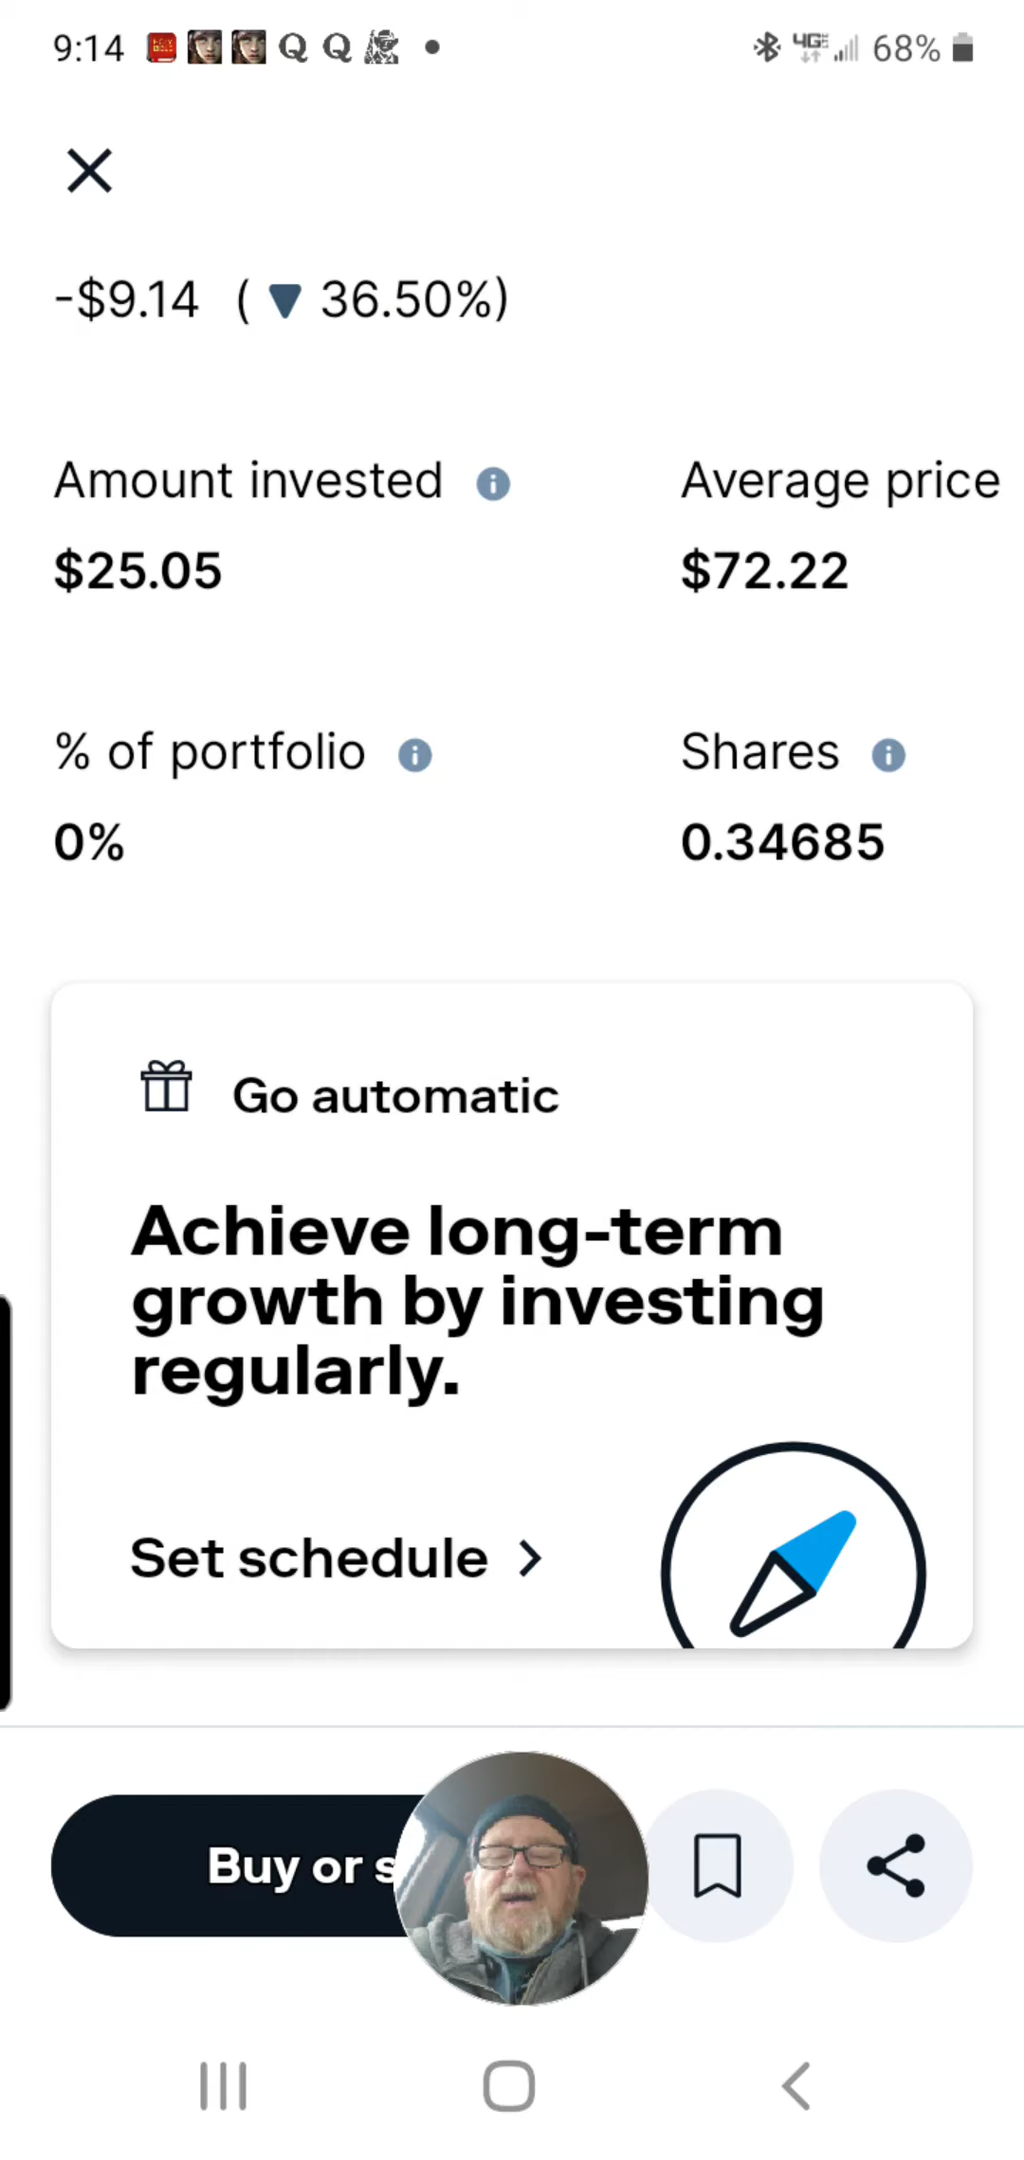 9:14 Q Q 4GE 68%
-$9.14 ( ▼ 36.50%)
Amount invested Average price
$25.05 $72.22
% of portfolio Shares
0% 0.34685
Go automatic
Achieve long-term
growth by investing
regularly.
Set schedule
Buy or s